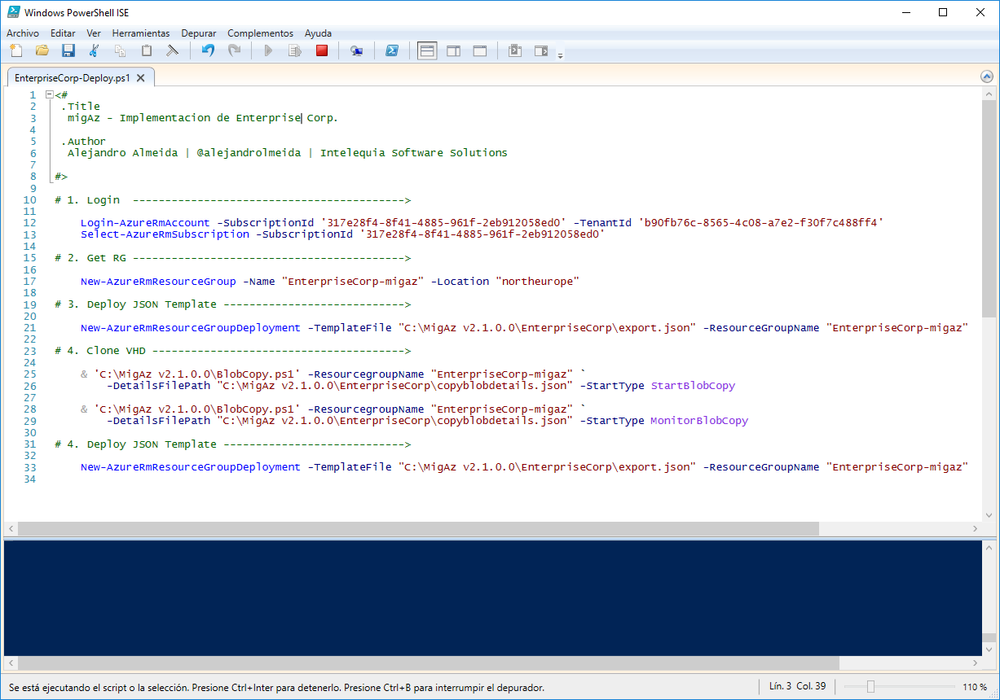 Windows PowerShell ISE
Archivo Editar Ver Herramientas Depurar Complementos Ayuda
EnterpriseCorp-Deploy.ps1
1 <#
2 .Title
3 migAz - Implementacion de Enterprise Corp.
4
5 .Author
6 Alejandro Almeida | @alejandrolmeida | Intelequia Software Solutions
7
8 #>
9
10 # 1. Login ------------------------------------------>
11
12 Login-AzureRmAccount -SubscriptionId '317e28f4-8f41-4885-961f-2eb912058ed0' -TenantId 'b90fb76c-8565-4c08-a7e2-f30f7c488ff4'
13 Select-AzureRmSubscription -SubscriptionId '317e28f4-8f41-4885-961f-2eb912058ed0'
14
15 # 2. Get RG ------------------------------------------>
16
17 New-AzureRmResourceGroup -Name "EnterpriseCorp-migaz" -Location "northeurope"
18
19 # 3. Deploy JSON Template ---------------------------->
20
21 New-AzureRmResourceGroupDeployment -TemplateFile "C:\MigAz v2.1.0.0\EnterpriseCorp\export.json" -ResourceGroupName "EnterpriseCorp-migaz"
22
23 # 4. Clone VHD --------------------------------------->
24
25 & 'C:\MigAz v2.1.0.0\BlobCopy.ps1' -ResourcegroupName "EnterpriseCorp-migaz" `
26 -DetailsFilePath "C:\MigAz v2.1.0.0\EnterpriseCorp\copyblobdetails.json" -StartType StartBlobCopy
27
28 & 'C:\MigAz v2.1.0.0\BlobCopy.ps1' -ResourcegroupName "EnterpriseCorp-migaz" `
29 -DetailsFilePath "C:\MigAz v2.1.0.0\EnterpriseCorp\copyblobdetails.json" -StartType MonitorBlobCopy
30
31 # 4. Deploy JSON Template ---------------------------->
32
33 New-AzureRmResourceGroupDeployment -TemplateFile "C:\MigAz v2.1.0.0\EnterpriseCorp\export.json" -ResourceGroupName "EnterpriseCorp-migaz"
34
Se está ejecutando el script o la selección. Presione Ctrl+Inter para detenerlo. Presione Ctrl+B para interrumpir el depurador.
Lín. 3 Col. 39
110 %